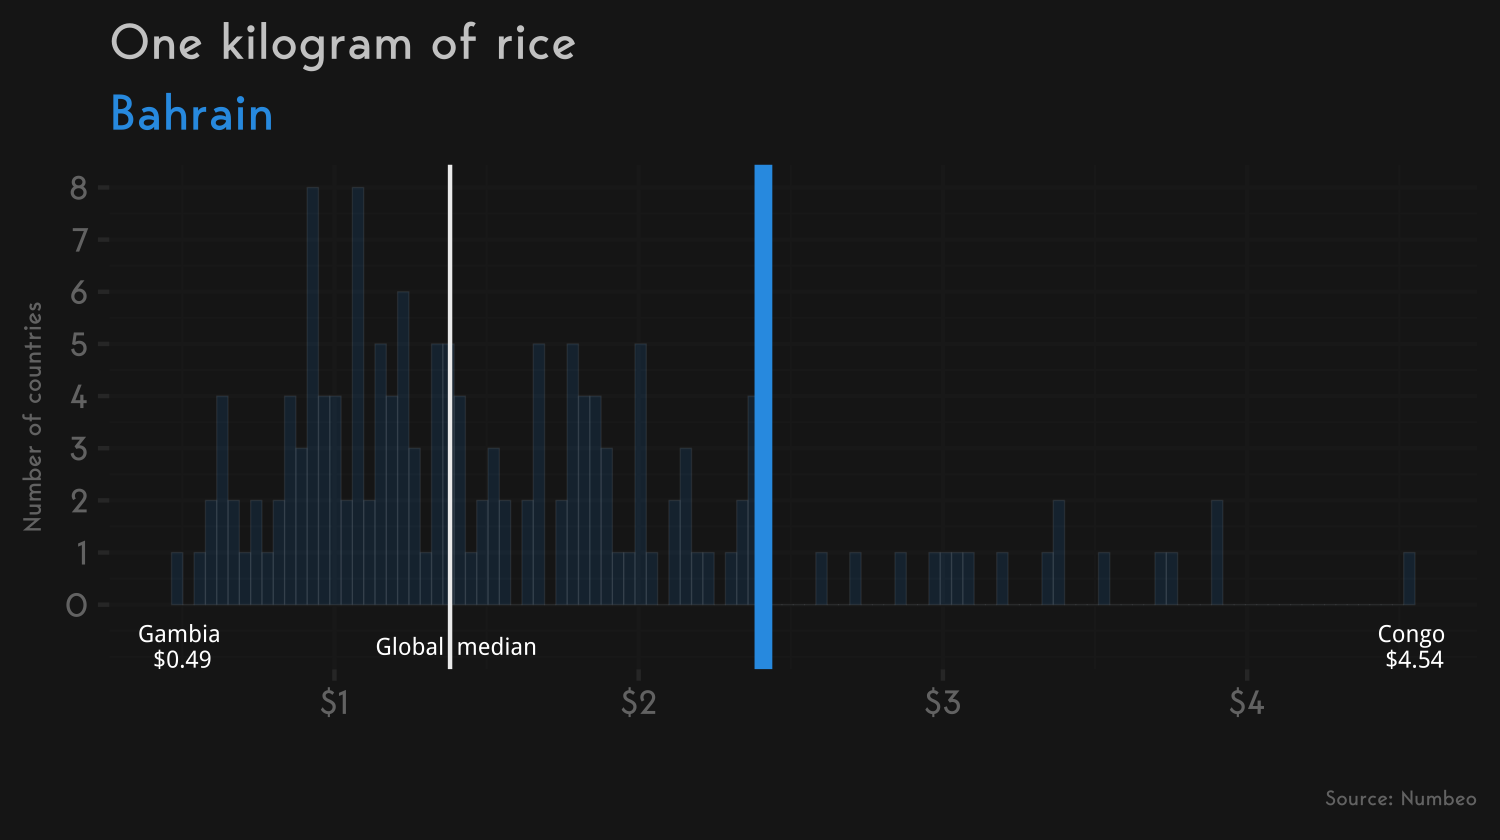 One kilogram of rice
Bahrain
Number of countries
8
7
6
5
4
3
2
1
0
Gambia
$0.49
Global median
Congo
$4.54
$1
$2
$3
$4
Source: Numbeo